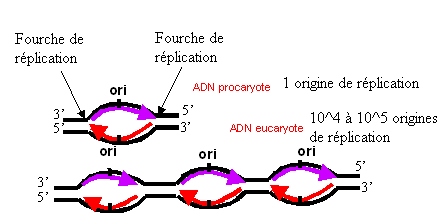 Fourche de
réplication
Fourche de
réplication
ori
ADN procaryote
1 origine de réplication
3’
5’
5’
3’
ADN eucaryote
10^4 à 10^5 origines
de réplication
ori
ori
ori
5’
3’
3’
5’